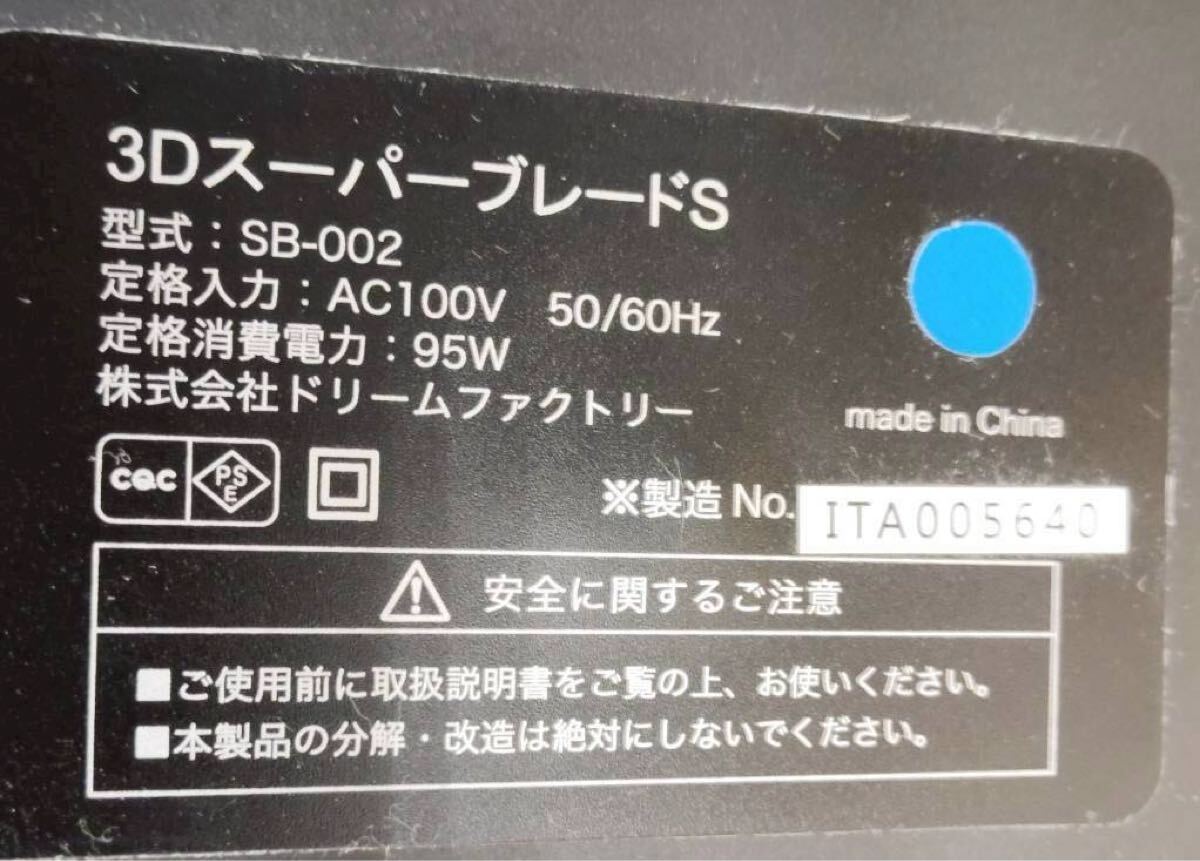 3DスーパーブレードS
型式：SB-002
定格入力：AC100V 50/60Hz
定格消費電力：95W
株式会社ドリームファクトリー
made in China
cqc PSE
※製造 No. ITA005640
安全に関するご注意
■ご使用前に取扱説明書をご覧の上、お使いください。
■本製品の分解・改造は絶対にしないでください。